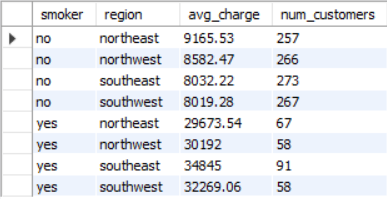 smoker region avg_charge num_customers
no northeast 9165.53 257
no northwest 8582.47 266
no southeast 8032.22 273
no southwest 8019.28 267
yes northeast 29673.54 67
yes northwest 30192 58
yes southeast 34845 91
yes southwest 32269.06 58